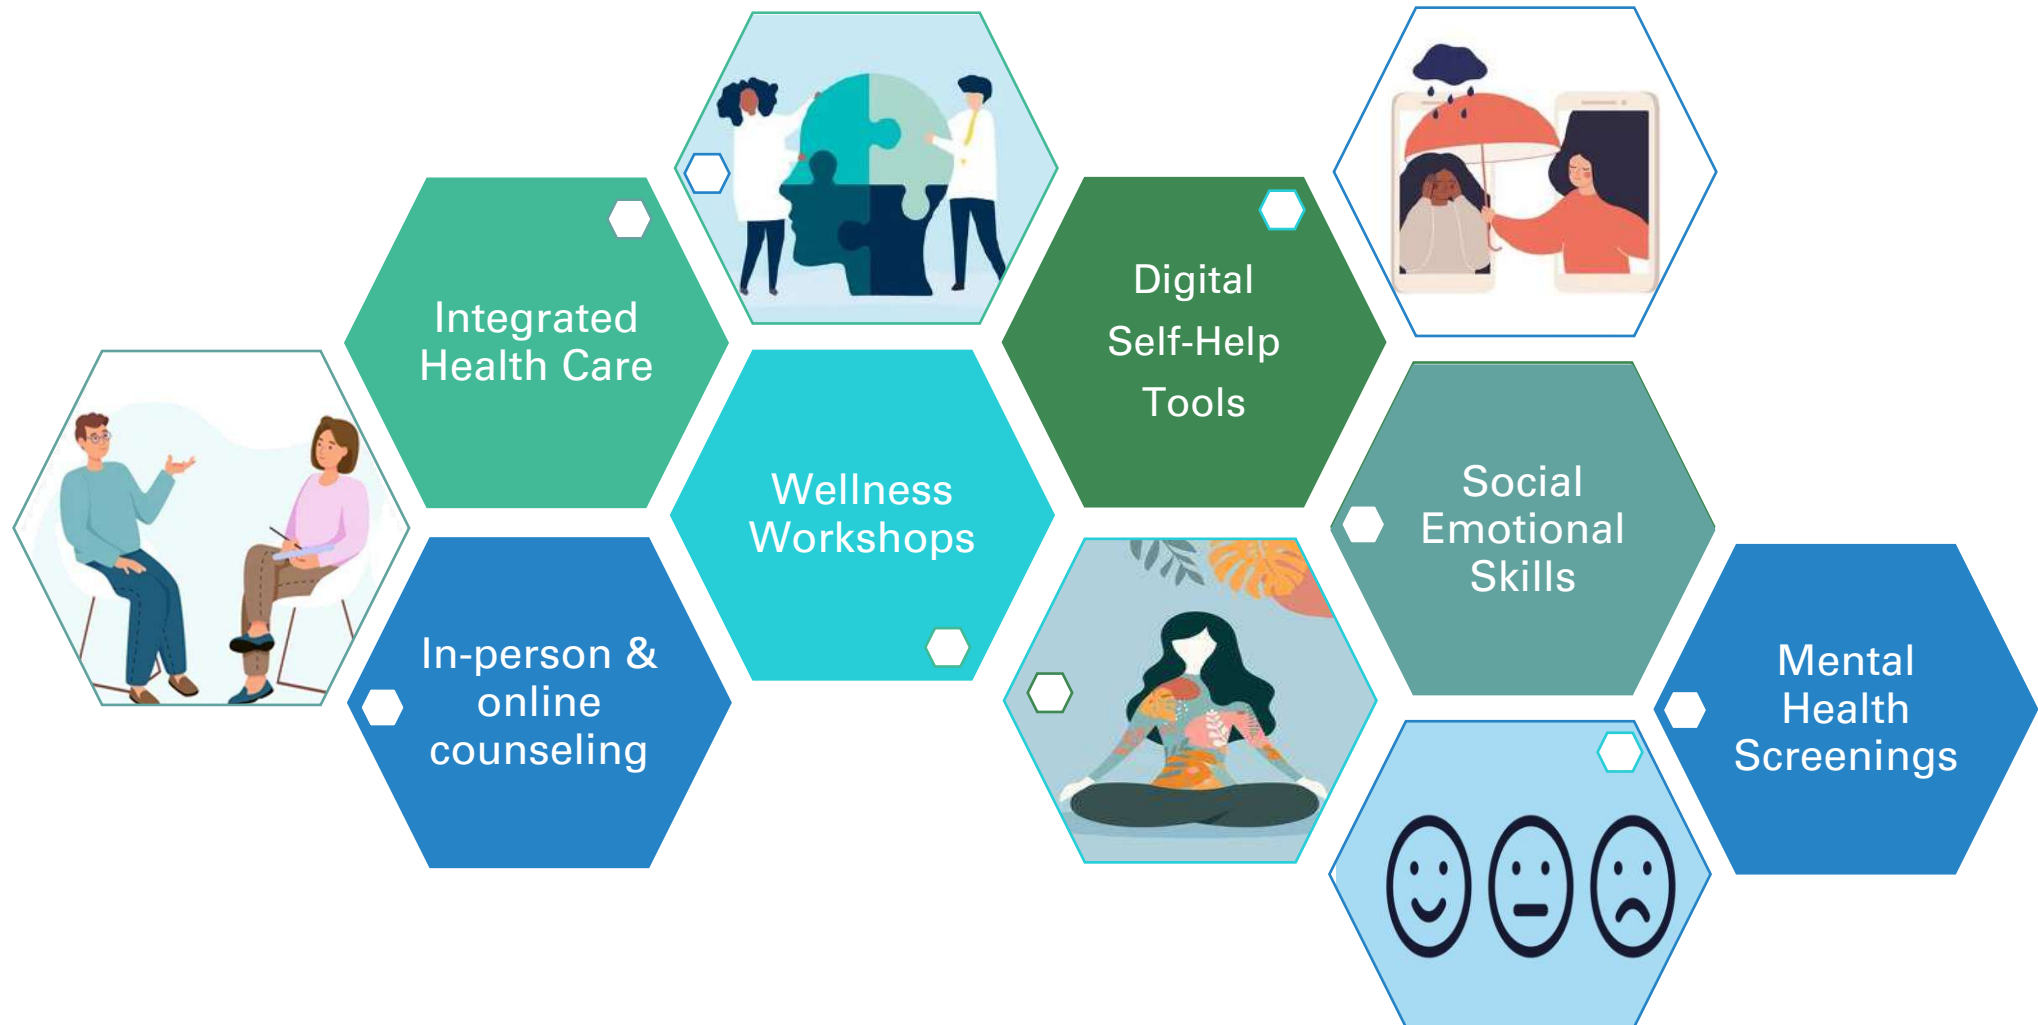 Integrated
Health Care
In-person &
online
counseling
Wellness
Workshops
Digital
Self-Help
Tools
Social
Emotional
Skills
Mental
Health
Screenings